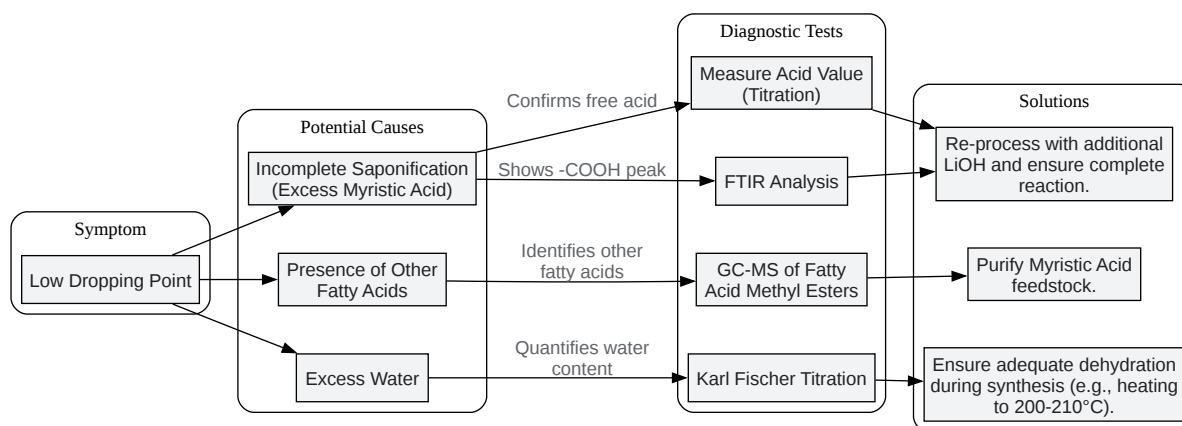 Symptom
Low Dropping Point
Potential Causes
Incomplete Saponification
(Excess Myristic Acid)
Presence of Other
Fatty Acids
Excess Water
Confirms free acid
Shows -COOH peak
Identifies other
fatty acids
Quantifies water
content
Diagnostic Tests
Measure Acid Value
(Titration)
FTIR Analysis
GC-MS of Fatty
Acid Methyl Esters
Karl Fischer Titration
Solutions
Re-process with additional
LiOH and ensure complete
reaction.
Purify Myristic Acid
feedstock.
Ensure adequate dehydration
during synthesis (e.g., heating
to 200-210°C).